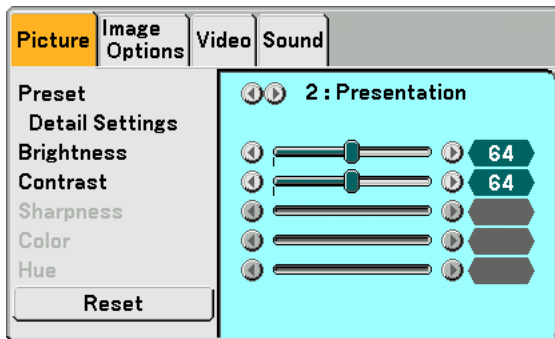 Picture
Image
Options
Video
Sound
Preset
2 : Presentation
Detail Settings
Brightness
64
Contrast
64
Sharpness
Color
Hue
Reset